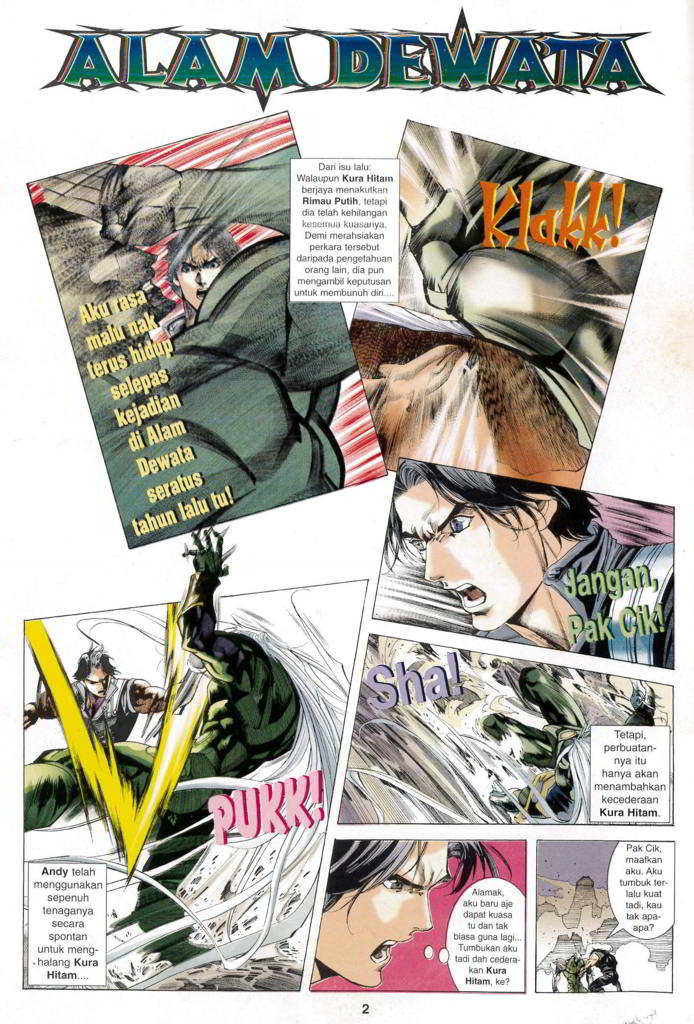 ALAM DEWATA
Dari isu lalu:
Walaupun Kura Hitam
berjaya menakutkan
Rimau Putih, tetapi
dia telah kehilangan
kesemua kuasanya.
Demi merahsiakan
perkara tersebut
daripada pengetahuan
orang lain, dia pun
mengambil keputusan
untuk membunuh diri....
Aku rasa
malu nak
terus hidup
selepas
kejadian
di Alam
Dewata
seratus
tahun lalu tu!
Klakk!
Jangan,
Pak Cik!
PUKK!
Andy telah
menggunakan
sepenuh
tenaganya
secara
spontan
untuk meng-
halang Kura
Hitam....
Sha!
Tetapi,
perbuatan-
nya itu
hanya akan
menambahkan
kecederaan
Kura Hitam.
Alamak,
aku baru aje
dapat kuasa
tu dan tak
biasa guna lagi...
Tumbukan aku
tadi dah cedera-
kan Kura
Hitam, ke?
Pak Cik,
maafkan
aku. Aku
tumbuk ter-
lalu kuat
tadi, kau
tak apa-
apa?
2